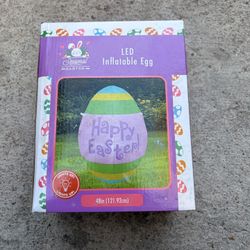 LED
Inflatable Egg
Happy
Easter!
48in (121.92cm)